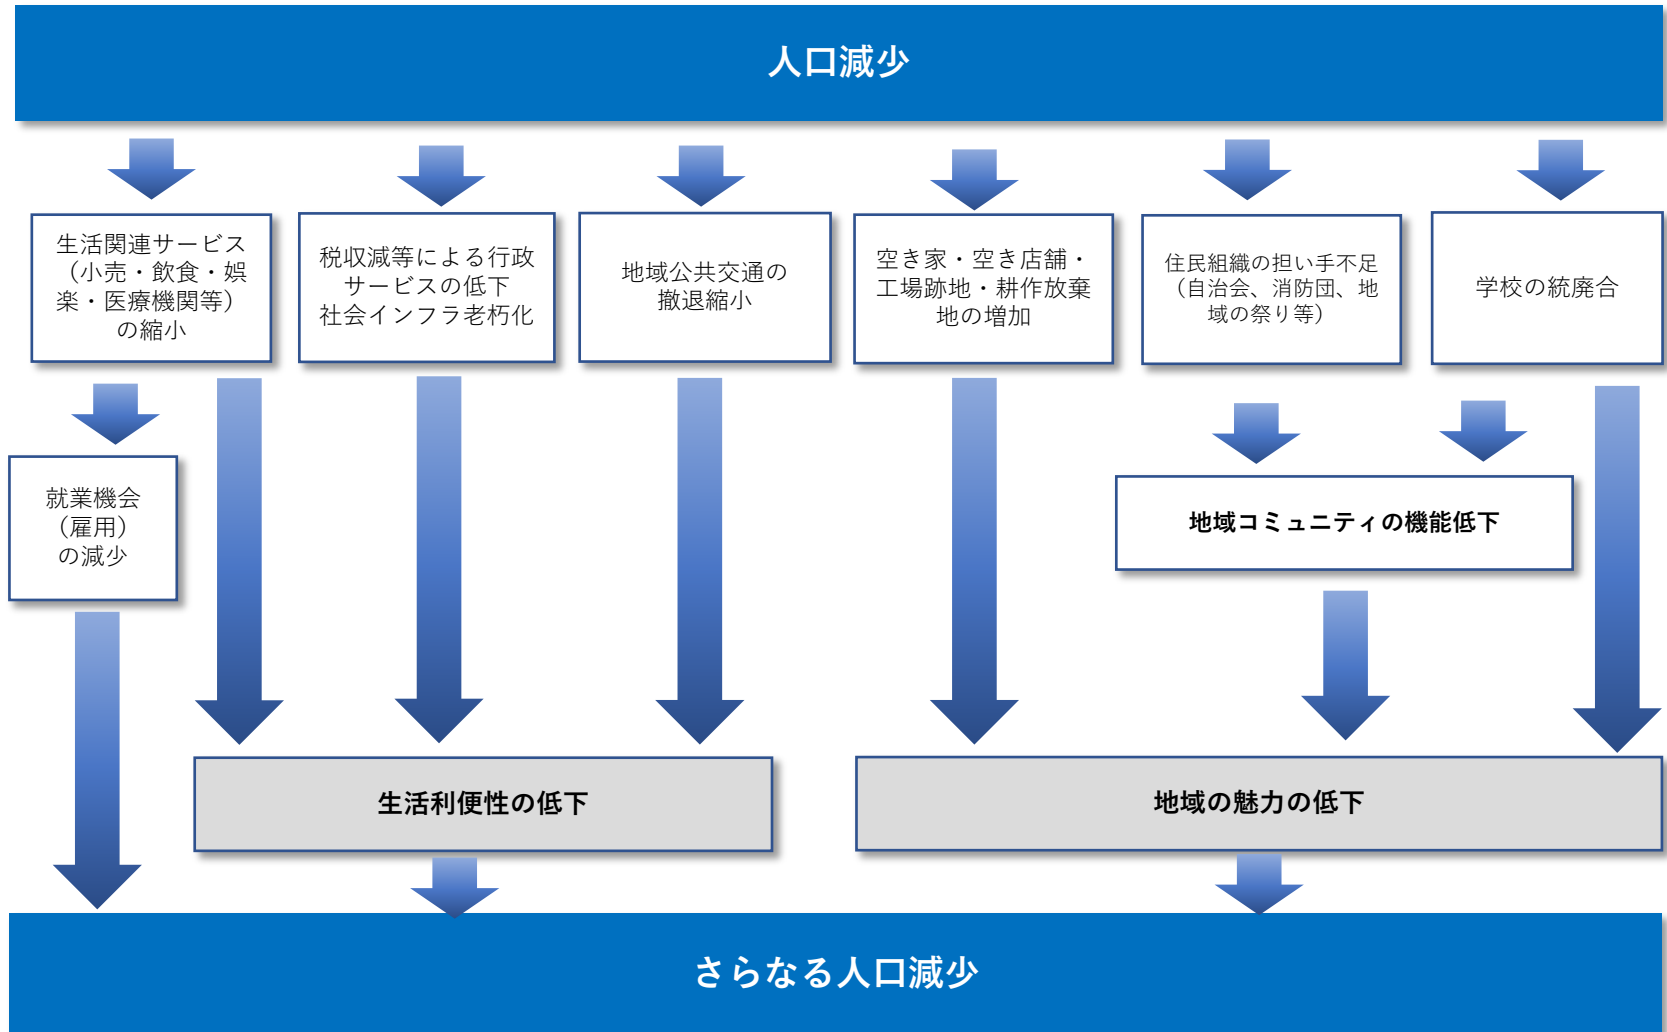 人口減少
生活関連サービス
（小売・飲食・娯
楽・医療機関等）
の縮小
税収減等による行政
サービスの低下
社会インフラ老朽化
地域公共交通の
撤退縮小
空き家・空き店舗・
工場跡地・耕作放棄
地の増加
住民組織の担い手不足
（自治会、消防団、地
域の祭り等）
学校の統廃合
就業機会
（雇用）
の減少
地域コミュニティの機能低下
生活利便性の低下
地域の魅力の低下
さらなる人口減少